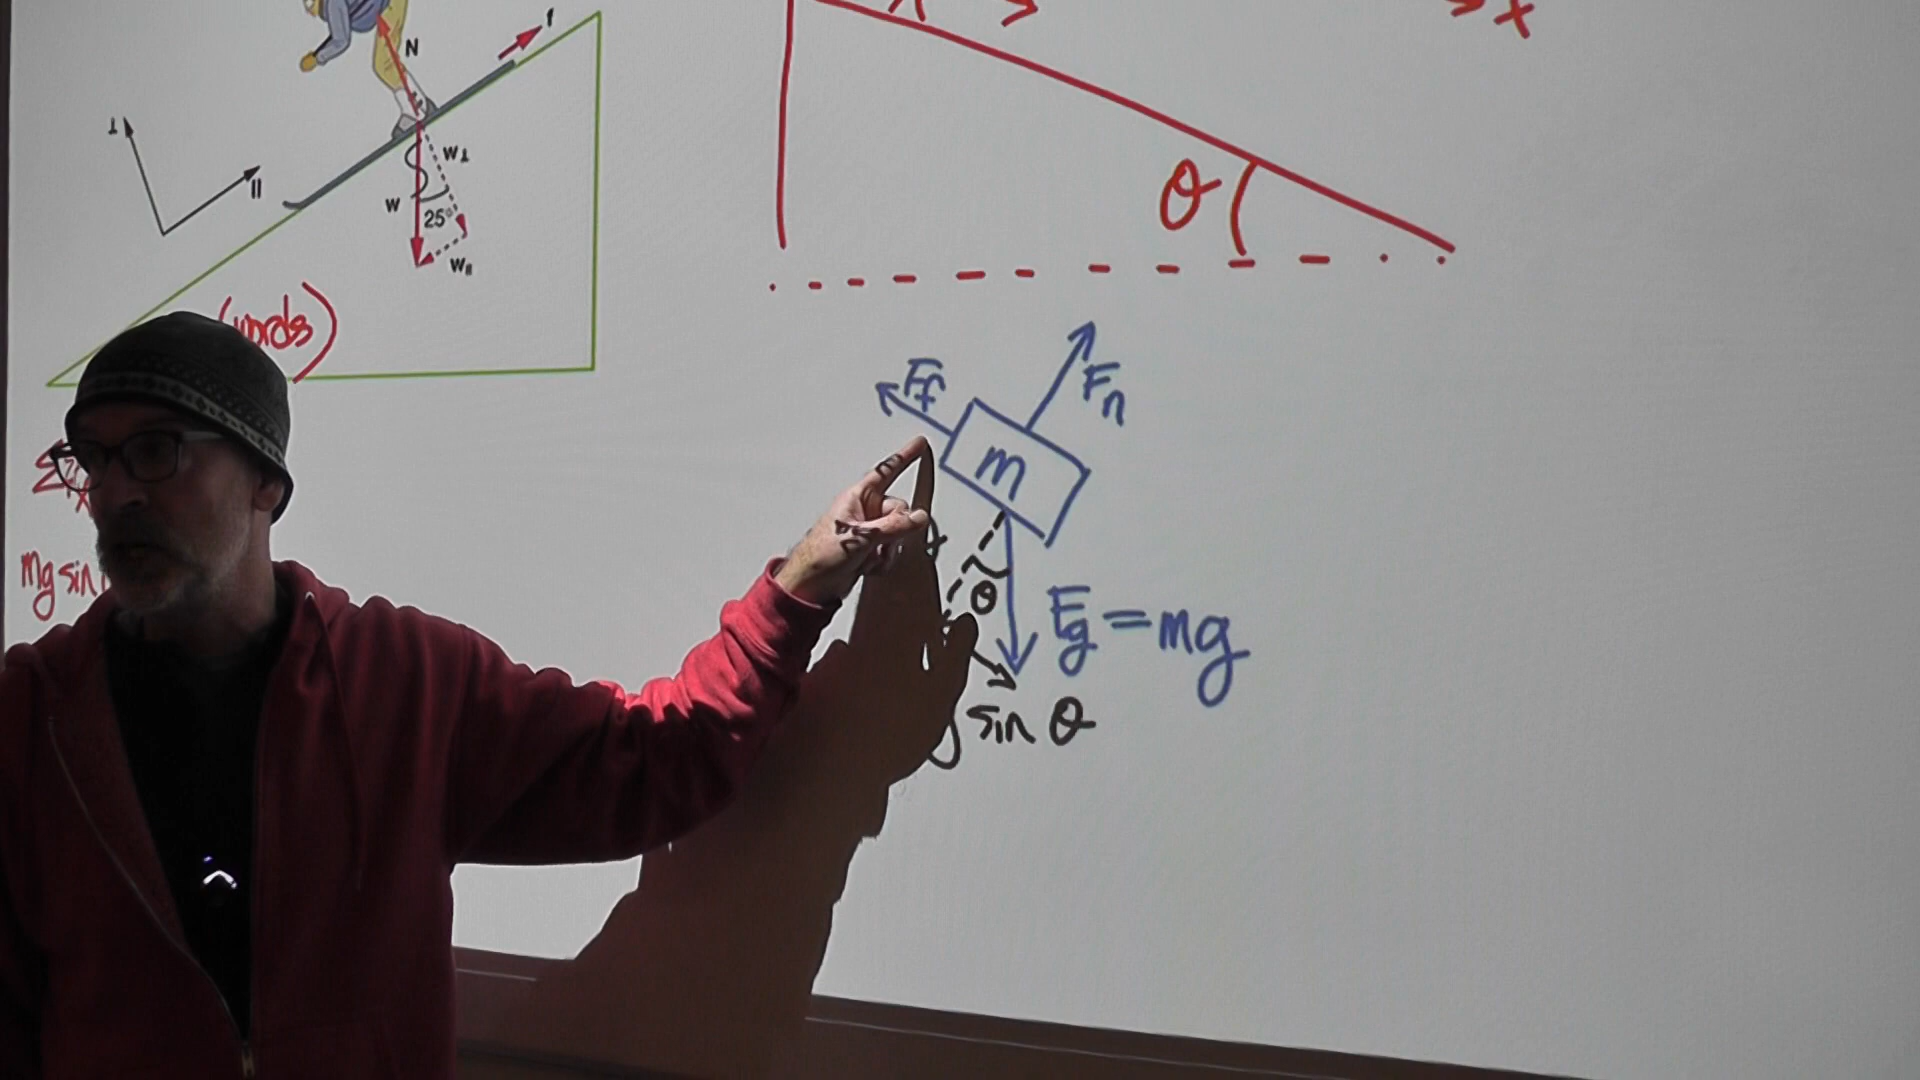 f
N
⊥
||
W⊥
W
25°
W||
x
θ
(words)
Ff
Fn
m
θ
Fg = mg
sin θ
mg sin